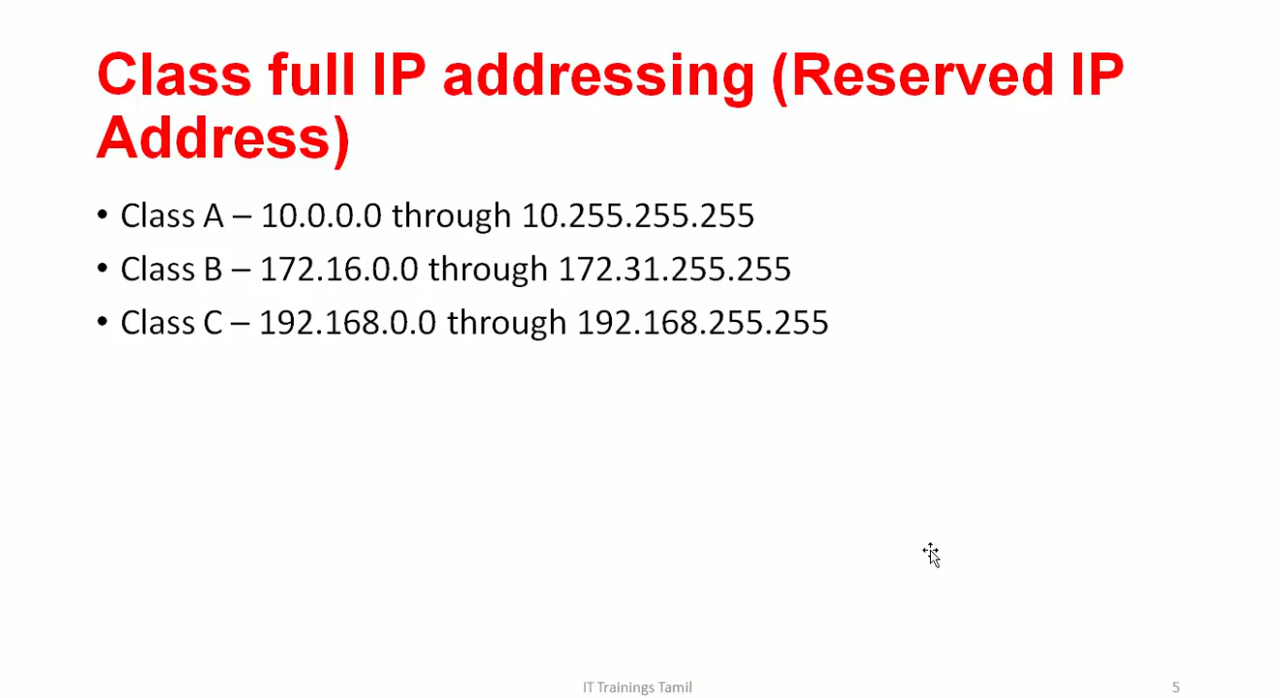 Class full IP addressing (Reserved IP
Address)
• Class A – 10.0.0.0 through 10.255.255.255
• Class B – 172.16.0.0 through 172.31.255.255
• Class C – 192.168.0.0 through 192.168.255.255
IT Trainings Tamil
5